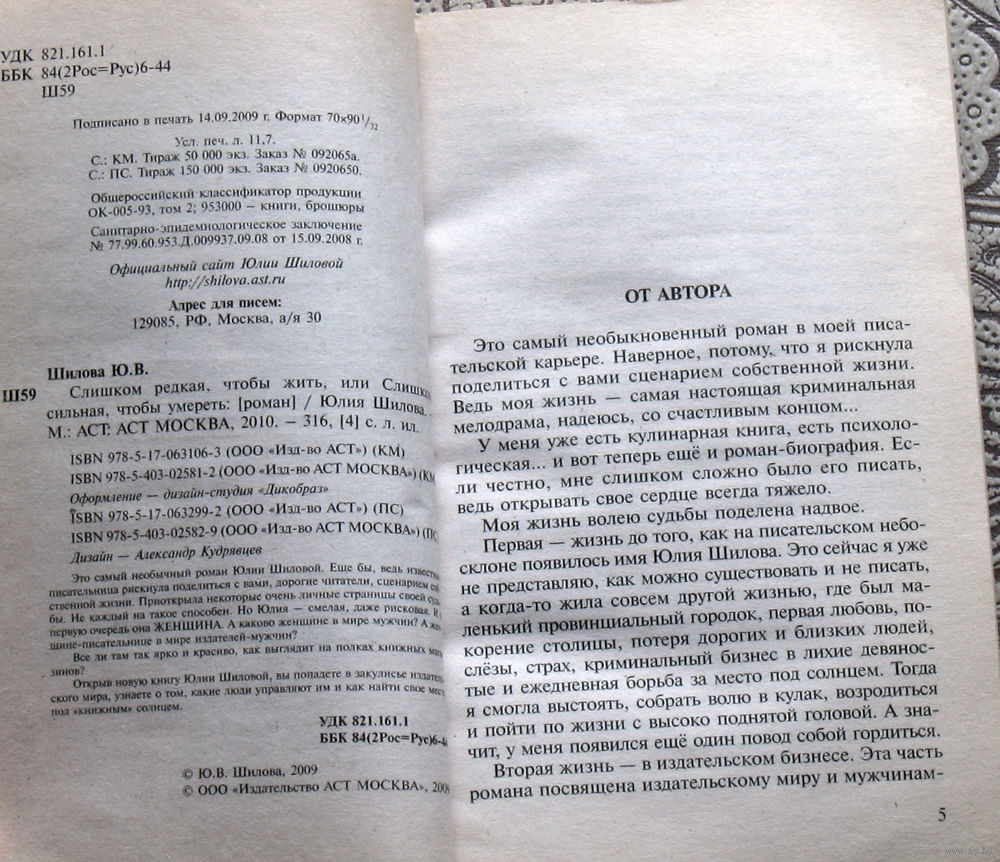 УДК 821.161.1
ББК 84(2Рос=Рус)6-44
Ш59
Подписано в печать 14.09.2009 г. Формат 70×90 1/32
Усл. печ. л. 11,7.
С.: КМ. Тираж 50 000 экз. Заказ № 092065а.
С.: ПС. Тираж 150 000 экз. Заказ № 0920650.
Общероссийский классификатор продукции
ОК-005-93, том 2; 953000 — книги, брошюры
Санитарно-эпидемиологическое заключение
№ 77.99.60.953.Д.009937.09.08 от 15.09.2008 г.
Официальный сайт Юлии Шиловой
http://shilova.ast.ru
Адрес для писем:
129085, РФ, Москва, а/я 30
Шилова Ю.В.
Ш59 Слишком редкая, чтобы жить, или Слишком
сильная, чтобы умереть: [роман] / Юлия Шилова. –
М.: АСТ: АСТ МОСКВА, 2010. – 316, [4] с. л. ил.
ISBN 978-5-17-063106-3 (ООО «Изд-во АСТ») (КМ)
ISBN 978-5-403-02581-2 (ООО «Изд-во АСТ МОСКВА») (КМ
Оформление — дизайн-студия «Дикобраз»
ISBN 978-5-17-063299-2 (ООО «Изд-во АСТ») (ПС)
ISBN 978-5-403-02582-9 (ООО «Изд-во АСТ МОСКВА») (ПС
Дизайн — Александр Кудрявцев
Это самый необычный роман Юлии Шиловой. Еще бы, ведь известная
писательница рискнула поделиться с вами, дорогие читатели, сценарием соб
ственной жизни. Приоткрыла некоторые очень личные страницы своей судь
бы. Не каждый на такое способен. Но Юлия — смелая, даже рисковая. И в
первую очередь она ЖЕНЩИНА. А каково женщине в мире мужчин? А жен
щине-писательнице в мире издателей-мужчин?
Все ли там так ярко и красиво, как выглядит на полках книжных мага
зинов?
Открыв новую книгу Юлии Шиловой, вы попадете в закулисье издатель
ского мира, узнаете о том, какие люди управляют им и как найти свое место
под «книжным» солнцем.
УДК 821.161.1
ББК 84(2Рос=Рус)6-44
© Ю.В. Шилова, 2009
© ООО «Издательство АСТ МОСКВА», 2009
ОТ АВТОРА
Это самый необыкновенный роман в моей писа-
тельской карьере. Наверное, потому, что я рискнула
поделиться с вами сценарием собственной жизни.
Ведь моя жизнь — самая настоящая криминальная
мелодрама, надеюсь, со счастливым концом...
У меня уже есть кулинарная книга, есть психоло-
гическая... и вот теперь ещё и роман-биография. Ес-
ли честно, мне слишком сложно было его писать,
ведь открывать свое сердце всегда тяжело.
Моя жизнь волею судьбы поделена надвое.
Первая — жизнь до того, как на писательском небо-
склоне появилось имя Юлия Шилова. Это сейчас я уже
не представляю, как можно существовать и не писать,
а когда-то жила совсем другой жизнью, где был ма-
ленький провинциальный городок, первая любовь, по-
корение столицы, потеря дорогих и близких людей,
слёзы, страх, криминальный бизнес в лихие девянос-
тые и ежедневная борьба за место под солнцем. Тогда
я смогла выстоять, собрать волю в кулак, возродиться
и пойти по жизни с высоко поднятой головой. А зна-
чит, у меня появился ещё один повод собой гордиться.
Вторая жизнь — в издательском бизнесе. Эта часть
романа посвящена издательскому миру и мужчинам-
5
www.ay.by